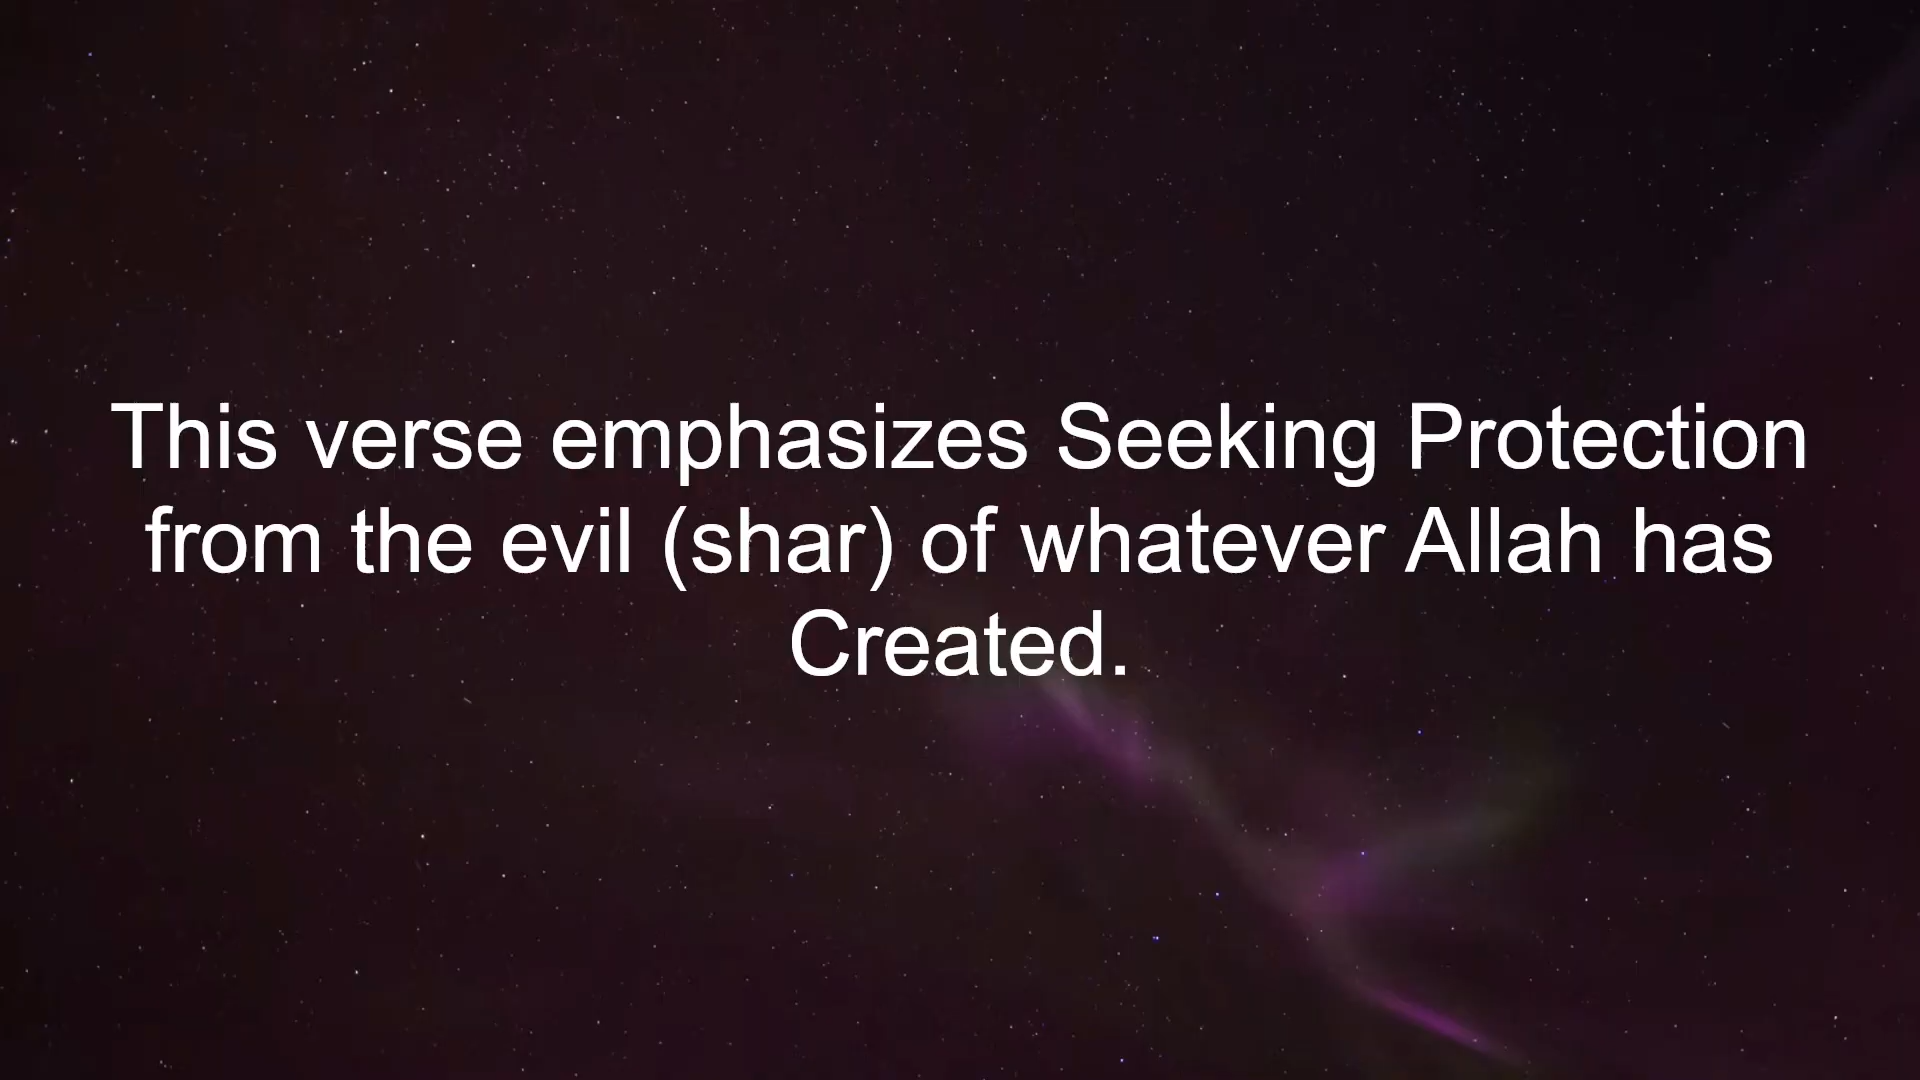 This verse emphasizes Seeking Protection
from the evil (shar) of whatever Allah has
Created.